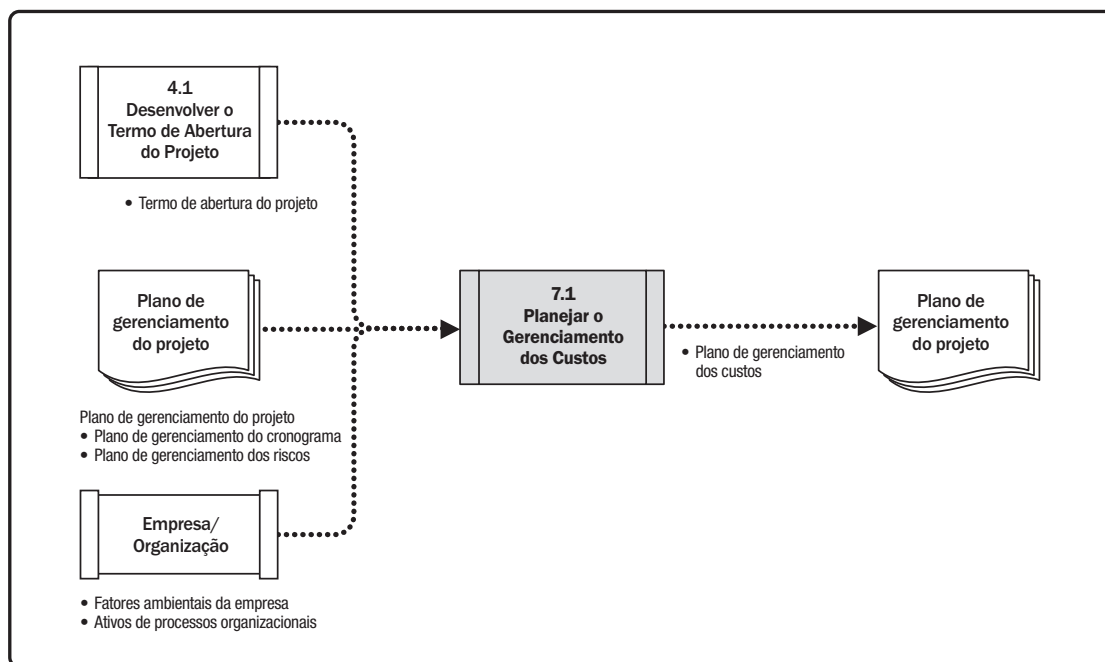 4.1
Desenvolver o
Termo de Abertura
do Projeto
• Termo de abertura do projeto
Plano de
gerenciamento
do projeto
Plano de gerenciamento do projeto
• Plano de gerenciamento do cronograma
• Plano de gerenciamento dos riscos
Empresa/
Organização
• Fatores ambientais da empresa
• Ativos de processos organizacionais
7.1
Planejar o
Gerenciamento
dos Custos
• Plano de gerenciamento
dos custos
Plano de
gerenciamento
do projeto